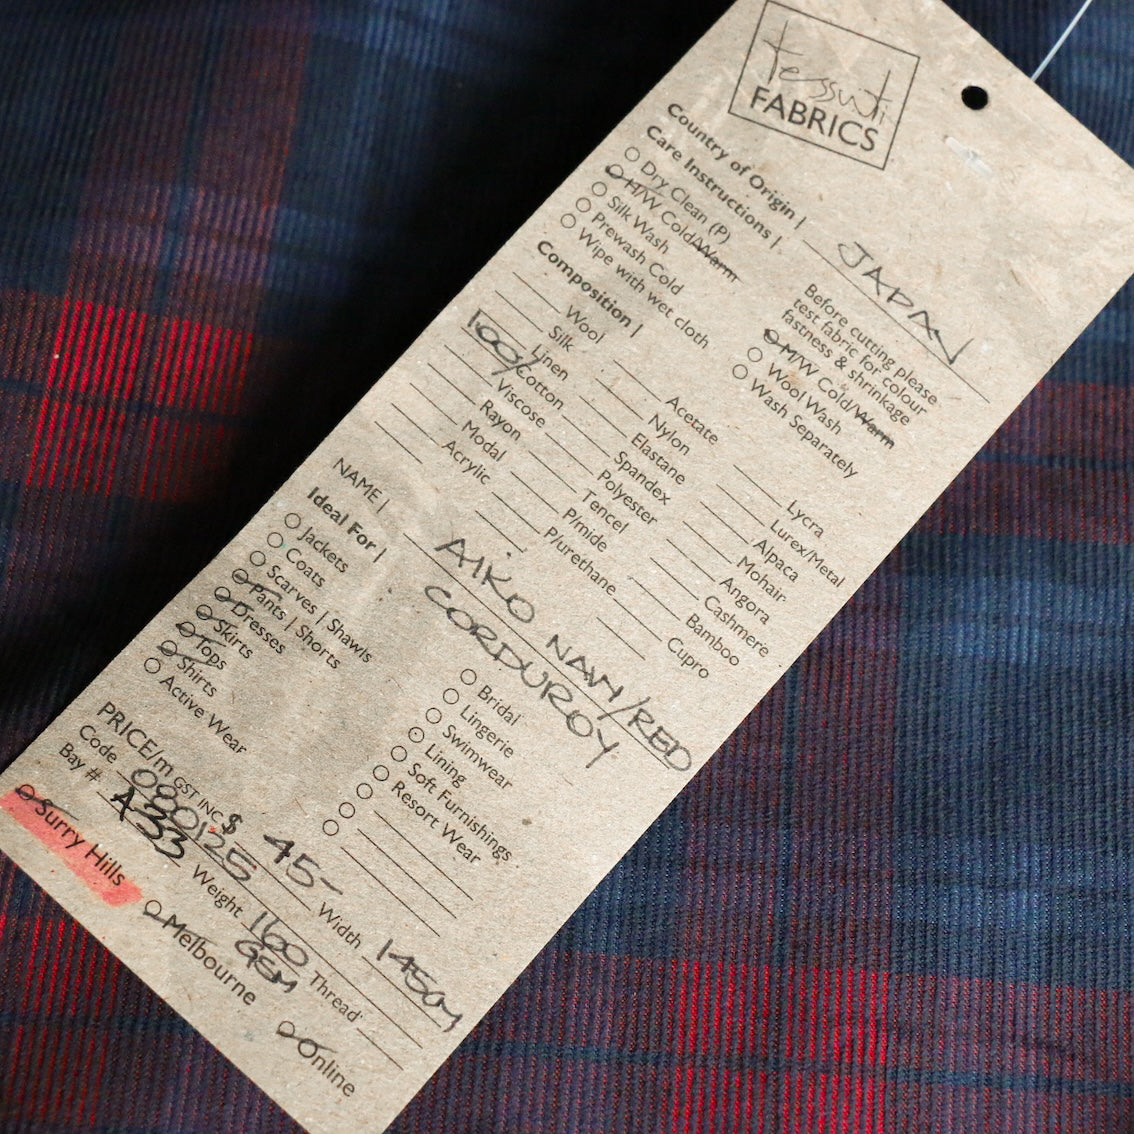 tessuti
FABRICS
Country of Origin | JAPAN
Care Instructions |
Dry Clean (P)
H/W Cold/Warm
Silk Wash
Prewash Cold
Wipe with wet cloth
Before cutting please
test fabric for colour
fastness & shrinkage
H/W Cold/Warm
Wool Wash
Wash Separately
Composition |
Wool
Silk
Linen
100% Cotton
Viscose
Rayon
Modal
Acrylic
Acetate
Nylon
Elastane
Spandex
Polyester
Tencel
P/mide
P/urethane
Lycra
Lurex/Metal
Alpaca
Mohair
Angora
Cashmere
Bamboo
Cupro
NAME | AIKO NAVY/RED
CORDUROY
Ideal For |
Jackets
Coats
Scarves | Shawls
Pants | Shorts
Dresses
Skirts
Tops
Shirts
Active Wear
Bridal
Lingerie
Swimwear
Lining
Soft Furnishings
Resort Wear
PRICE/m GST INC $ 45-
Code 080125 Width 145cm
Bay # A33 Weight 160 GSM Thread
Surry Hills
Melbourne
Online